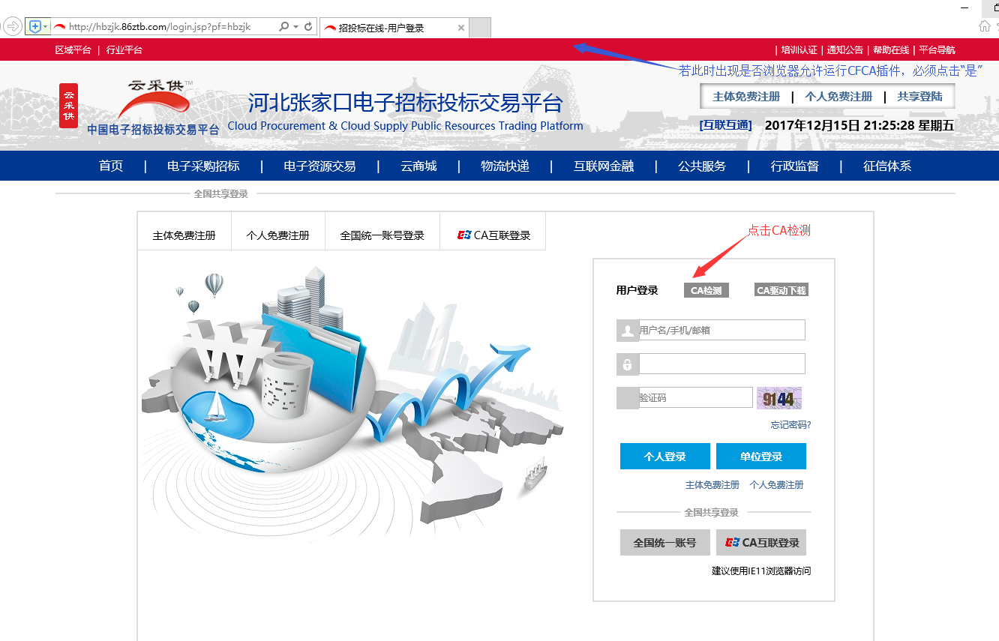 http://hbzjk.86ztb.com/login.jsp?pf=hbzjk
招投标在线-用户登录
区域平台 | 行业平台
| 培训认证 | 通知公告 | 帮助在线 | 平台导航
若此时出现是否浏览器允许运行CFCA插件，必须点击“是”
云采供
云采供™
中国电子招标投标交易平台
河北张家口电子招标投标交易平台
Cloud Procurement & Cloud Supply Public Resources Trading Platform
主体免费注册 | 个人免费注册 | 共享登陆
[互联互通] 2017年12月15日 21:25:28 星期五
首页 | 电子采购招标 | 电子资源交易 | 云商城 | 物流快递 | 互联网金融 | 公共服务 | 行政监督 | 征信体系
全国共享登录
主体免费注册 个人免费注册 全国统一账号登录 CA互联登录
点击CA检测
用户登录 CA检测 CA驱动下载
用户名/手机/邮箱
验证码 9144
忘记密码?
个人登录 单位登录
主体免费注册 个人免费注册
全国共享登录
全国统一账号 CA互联登录
建议使用IE11浏览器访问